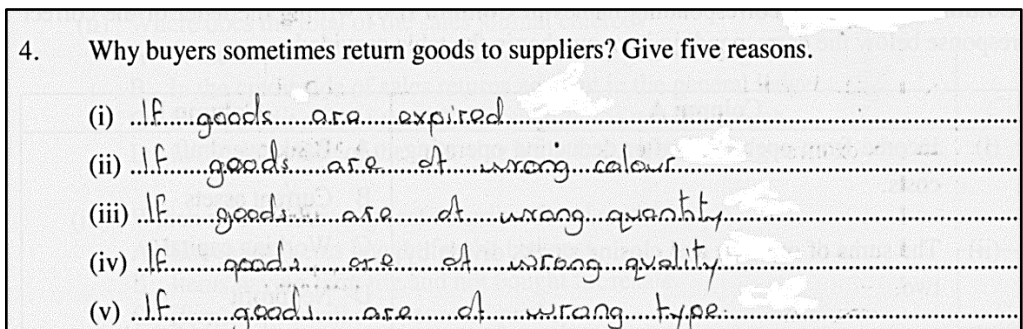 4. Why buyers sometimes return goods to suppliers? Give five reasons.
(i) If goods are expired
(ii) If goods are of wrong colour
(iii) If goods are of wrong quantity
(iv) If goods are of wrong quality
(v) If goods are of wrong type